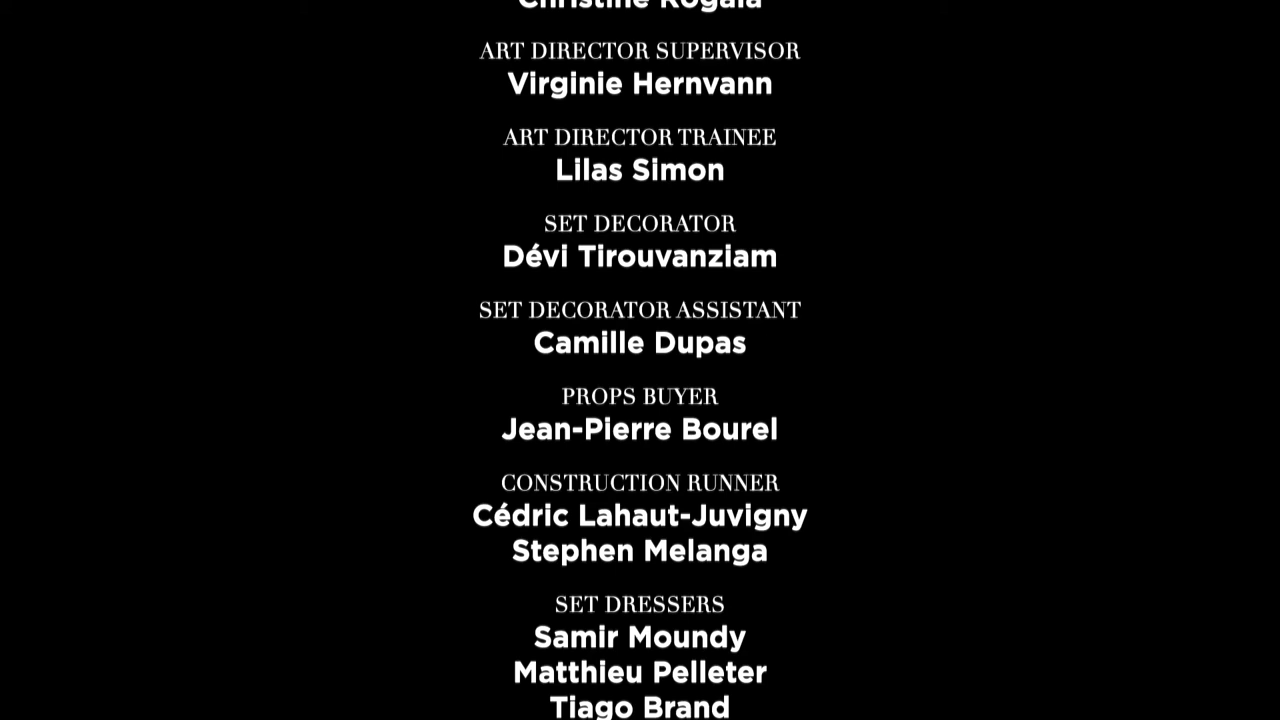 Christine Rogala
ART DIRECTOR SUPERVISOR
Virginie Hernvann
ART DIRECTOR TRAINEE
Lilas Simon
SET DECORATOR
Dévi Tirouvanziam
SET DECORATOR ASSISTANT
Camille Dupas
PROPS BUYER
Jean-Pierre Bourel
CONSTRUCTION RUNNER
Cédric Lahaut-Juvigny
Stephen Melanga
SET DRESSERS
Samir Moundy
Matthieu Pelleter
Tiago Brand